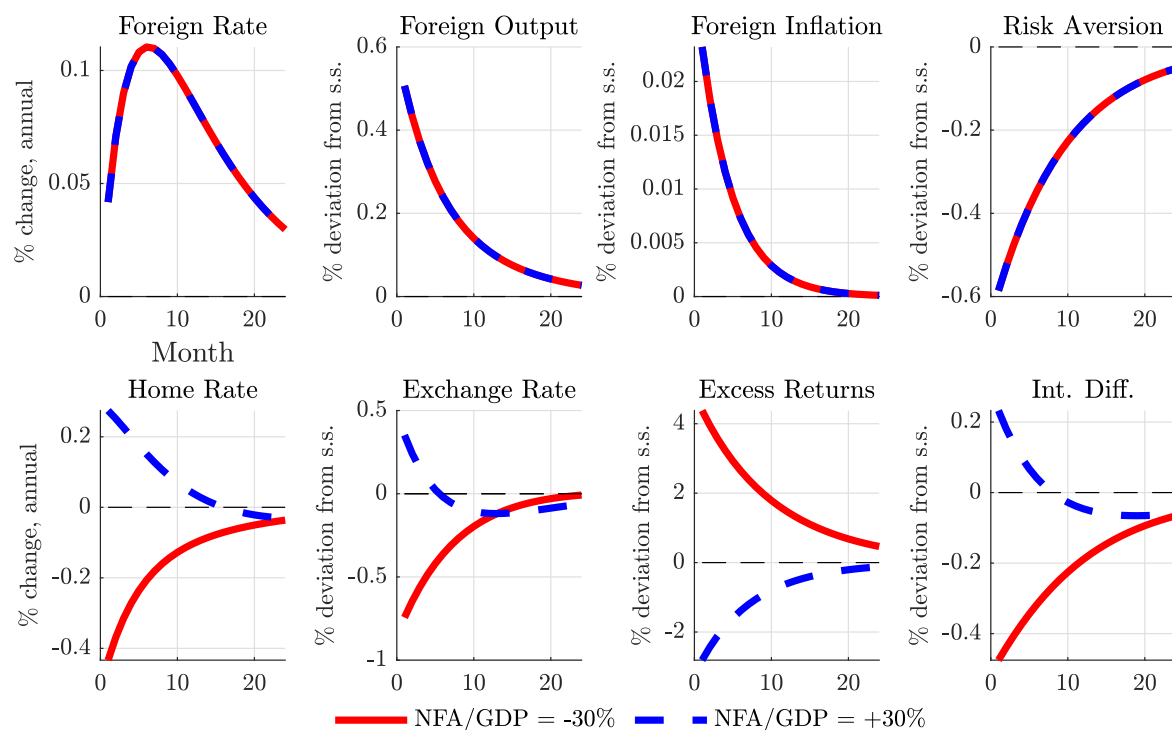 Foreign Rate
% change, annual
0.1
0.05
0
0 10 20
Month
Foreign Output
% deviation from s.s.
0.6
0.4
0.2
0
0 10 20
Foreign Inflation
% deviation from s.s.
0.02
0.015
0.01
0.005
0
0 10 20
Risk Aversion
% deviation from s.s.
0
-0.2
-0.4
-0.6
0 10 20
Home Rate
% change, annual
0.2
0
-0.2
-0.4
0 10 20
Exchange Rate
% deviation from s.s.
0.5
0
-0.5
-1
0 10 20
Excess Returns
% deviation from s.s.
4
2
0
-2
0 10 20
Int. Diff.
% deviation from s.s.
0.2
0
-0.2
-0.4
0 10 20
NFA/GDP = -30% NFA/GDP = +30%